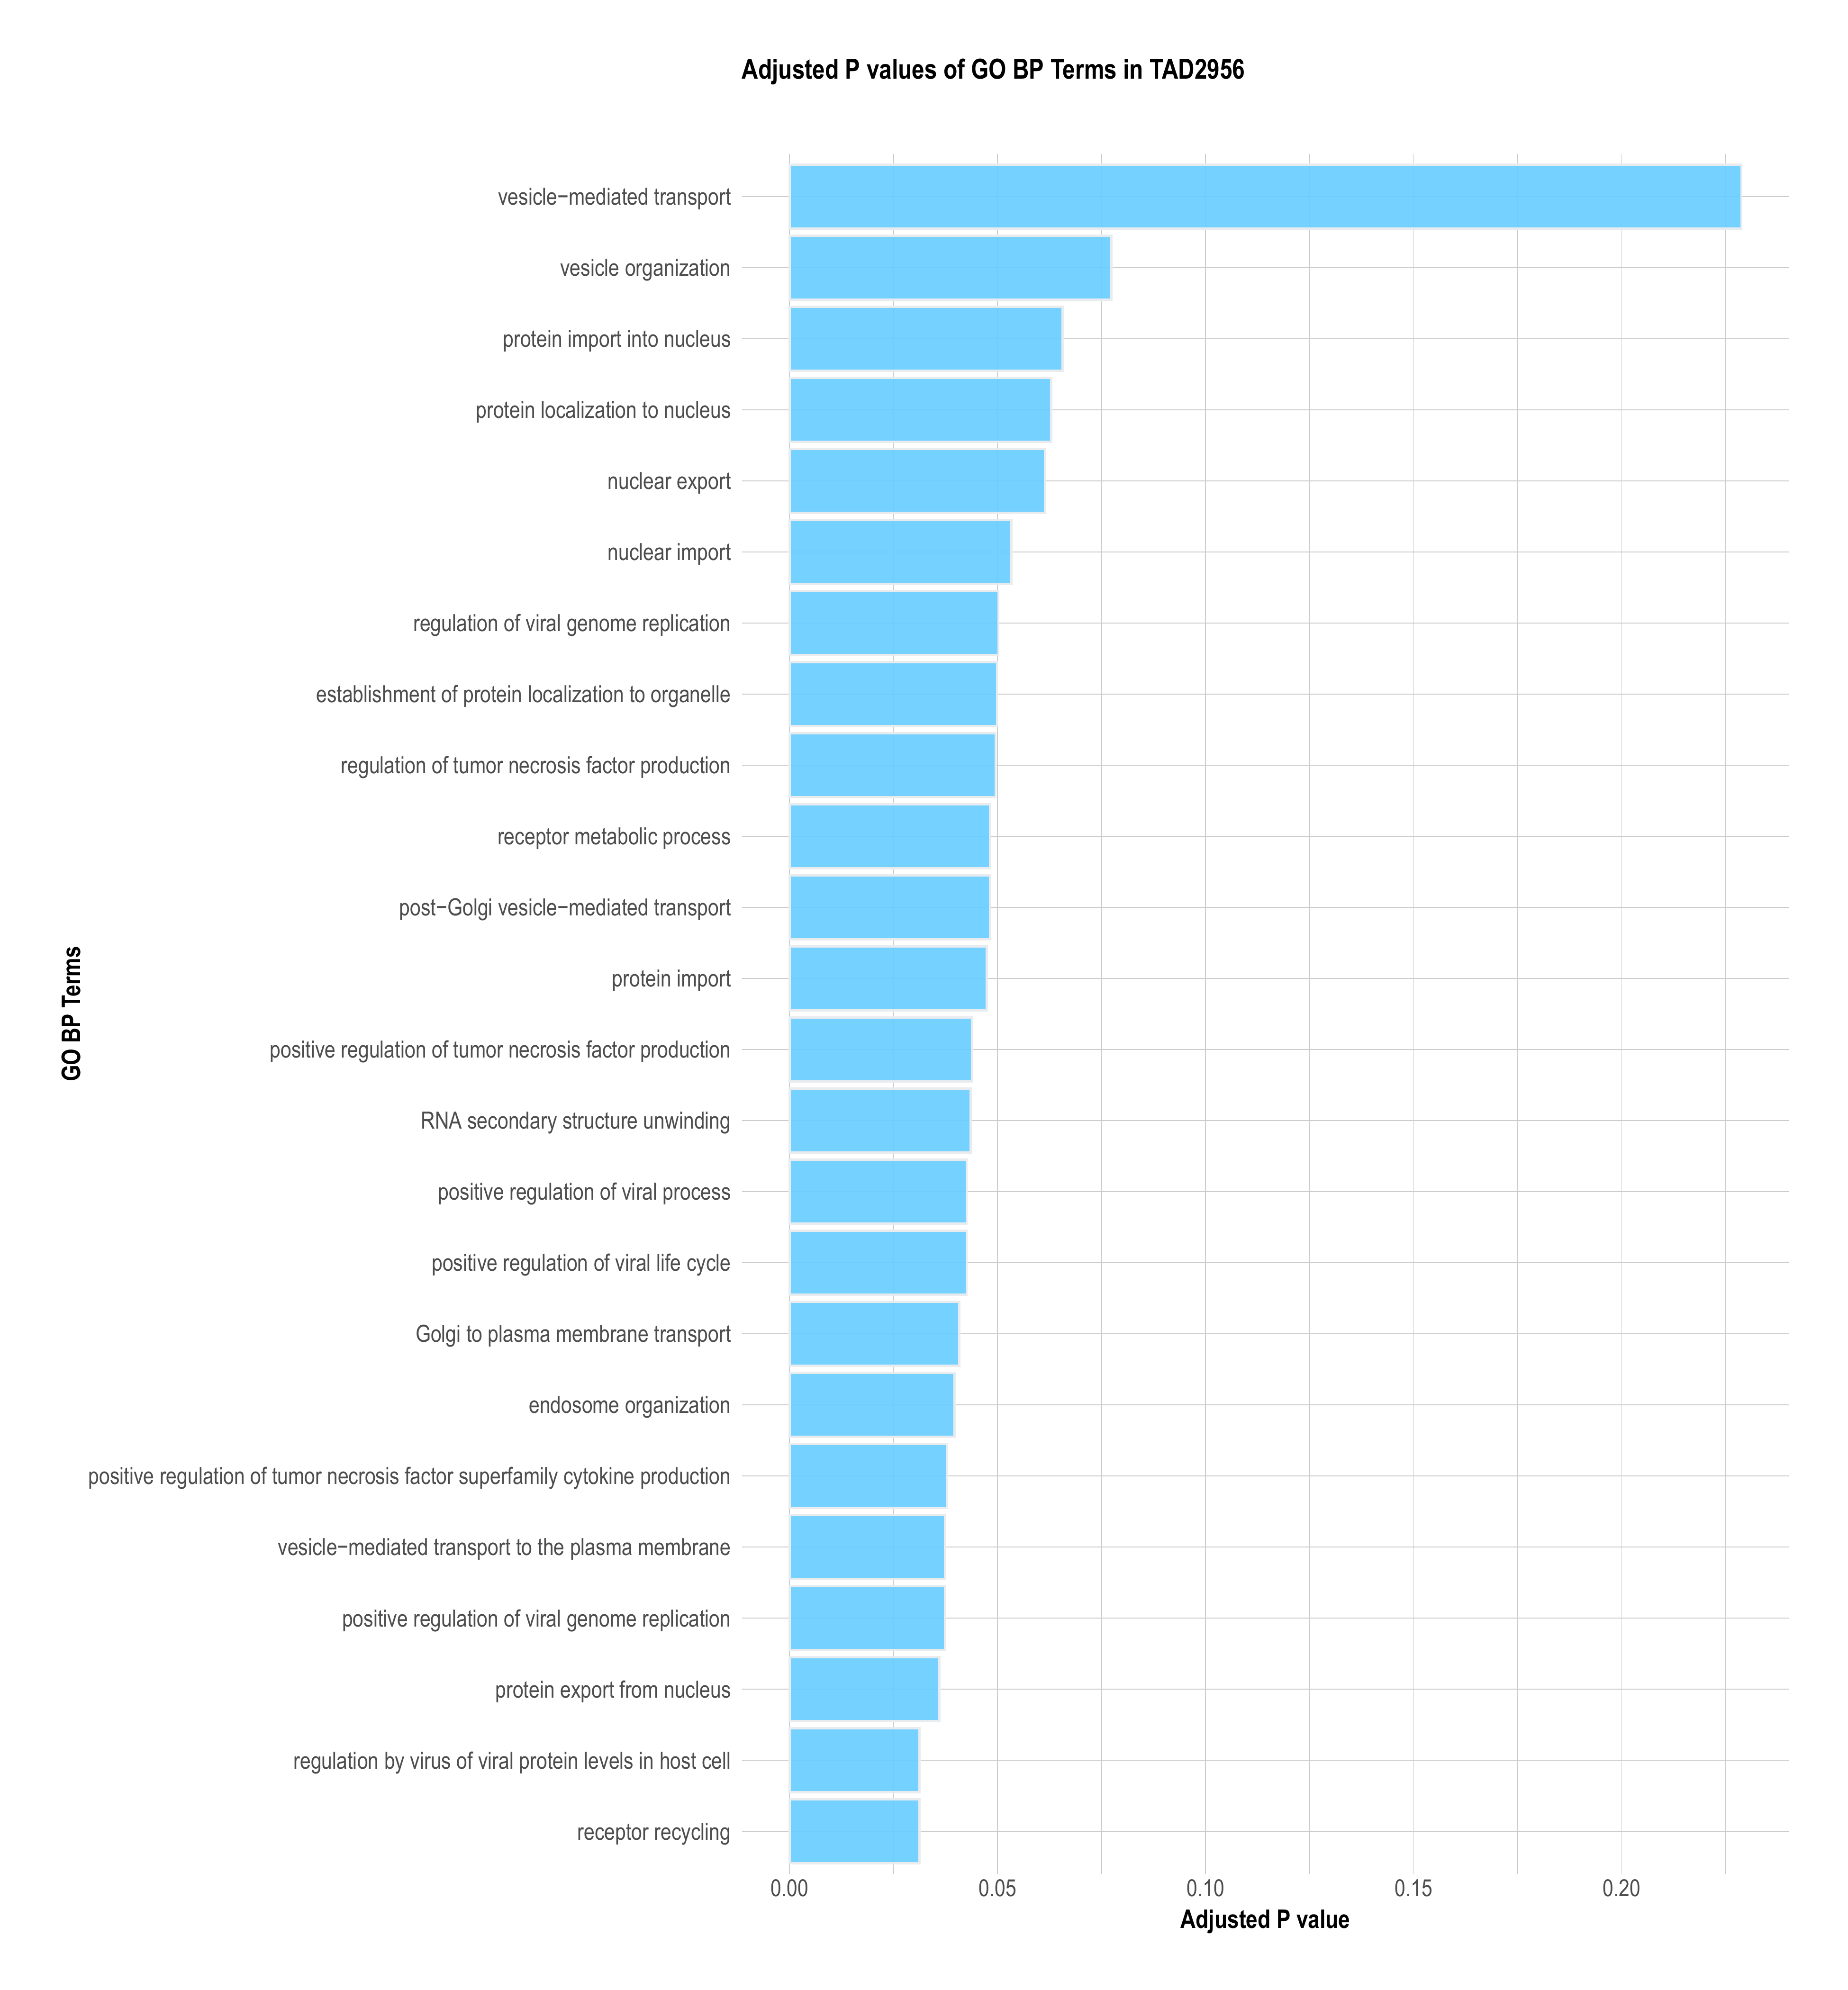 Adjusted P values of GO BP Terms in TAD2956
GO BP Terms
vesicle−mediated transport
vesicle organization
protein import into nucleus
protein localization to nucleus
nuclear export
nuclear import
regulation of viral genome replication
establishment of protein localization to organelle
regulation of tumor necrosis factor production
receptor metabolic process
post−Golgi vesicle−mediated transport
protein import
positive regulation of tumor necrosis factor production
RNA secondary structure unwinding
positive regulation of viral process
positive regulation of viral life cycle
Golgi to plasma membrane transport
endosome organization
positive regulation of tumor necrosis factor superfamily cytokine production
vesicle−mediated transport to the plasma membrane
positive regulation of viral genome replication
protein export from nucleus
regulation by virus of viral protein levels in host cell
receptor recycling
0.00 0.05 0.10 0.15 0.20
Adjusted P value